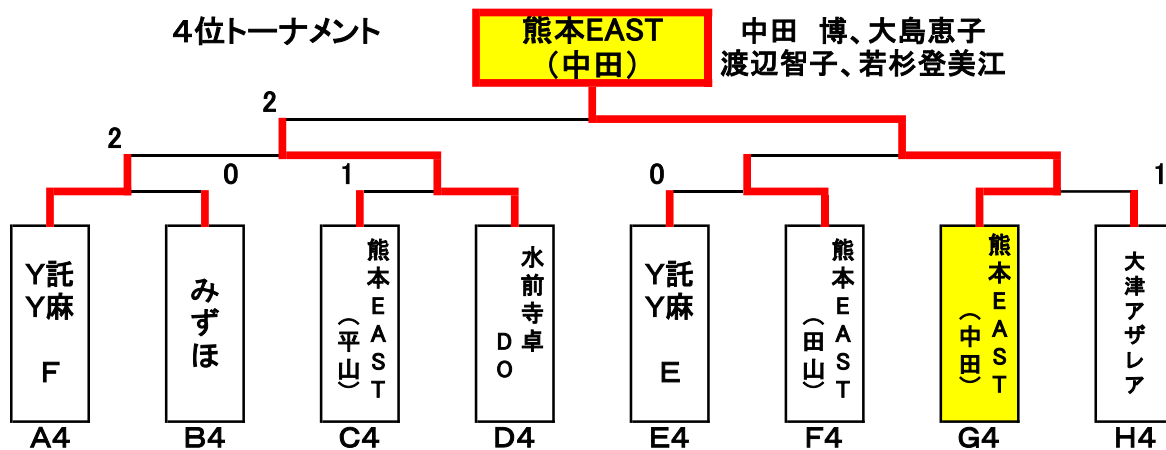 4位トーナメント
熊本EAST
(中田)
中田 博、大島恵子
渡辺智子、若杉登美江
2
2
0
1
0
1
託麻
YY
F
みずほ
熊本EAST
(平山)
水前寺卓
DO
託麻
YY
E
熊本EAST
(田山)
熊本EAST
(中田)
大津アザレア
A4
B4
C4
D4
E4
F4
G4
H4